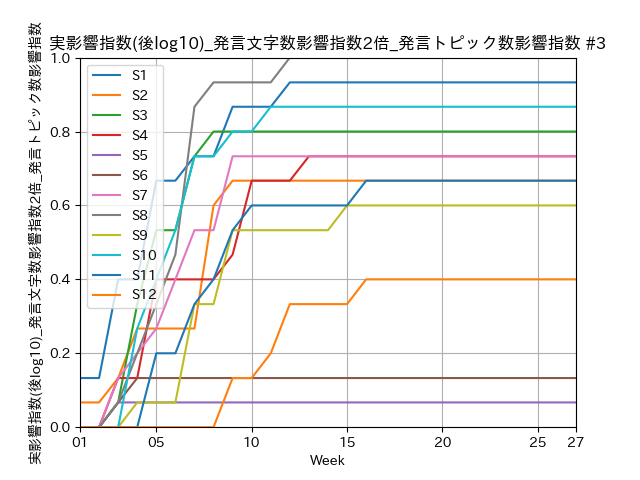 実影響指数(後log10)_発言文字数影響指数2倍_発言トピック数影響指数 #3
実影響指数(後log10)_発言文字数影響指数2倍_発言トピック数影響指数
1.0
0.8
0.6
0.4
0.2
0.0
S1
S2
S3
S4
S5
S6
S7
S8
S9
S10
S11
S12
01
05
10
15
20
25
27
Week